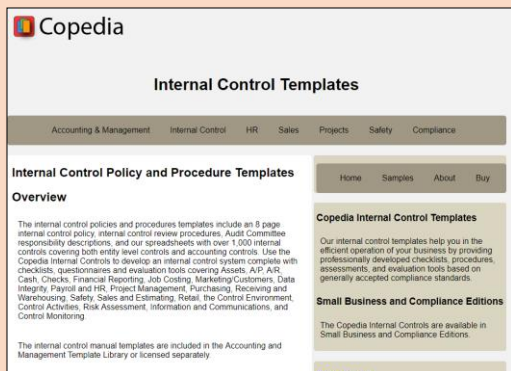 Copedia
Internal Control Templates
Accounting & Management Internal Control HR Sales Projects Safety Compliance
Internal Control Policy and Procedure Templates
Overview
The internal control policies and procedures templates include an 8 page
internal control policy, internal control review procedures, Audit Committee
responsibility descriptions, and our spreadsheets with over 1,000 internal
controls covering both entity level controls and accounting controls. Use the
Copedia Internal Controls to develop an internal control system complete with
checklists, questionnaires and evaluation tools covering Assets, A/P, A/R,
Cash, Checks, Financial Reporting, Job Costing, Marketing/Customers, Data
Integrity, Payroll and HR, Project Management, Purchasing, Receiving and
Warehousing, Safety, Sales and Estimating, Retail, the Control Environment,
Control Activities, Risk Assessment, Information and Communications, and
Control Monitoring.
The internal control manual templates are included in the Accounting and
Management Template Library or licensed separately.
Home Samples About Buy
Copedia Internal Control Templates
Our internal control templates help you in the
efficient operation of your business by providing
professionally developed checklists, procedures,
assessments, and evaluation tools based on
generally accepted compliance standards.
Small Business and Compliance Editions
The Copedia Internal Controls are available in
Small Business and Compliance Editions.